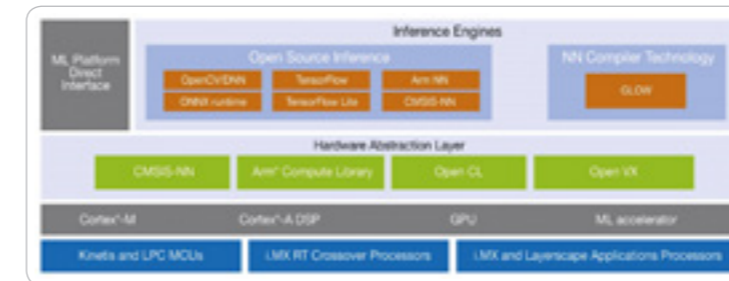 Inference Engines
ML Platform
Direct
Interface
Open Source Inference
OpenCV/DNN
TensorFlow
Arm NN
ONNX runtime
TensorFlow Lite
CMSIS-NN
NN Compiler Technology
GLOW
Hardware Abstraction Layer
CMSIS-NN
Arm® Compute Library
Open CL
Open VX
Cortex®-M
Cortex®-A DSP
GPU
ML accelerator
Kinetis and LPC MCUs
i.MX RT Crossover Processors
i.MX and Layerscape Applications Processors